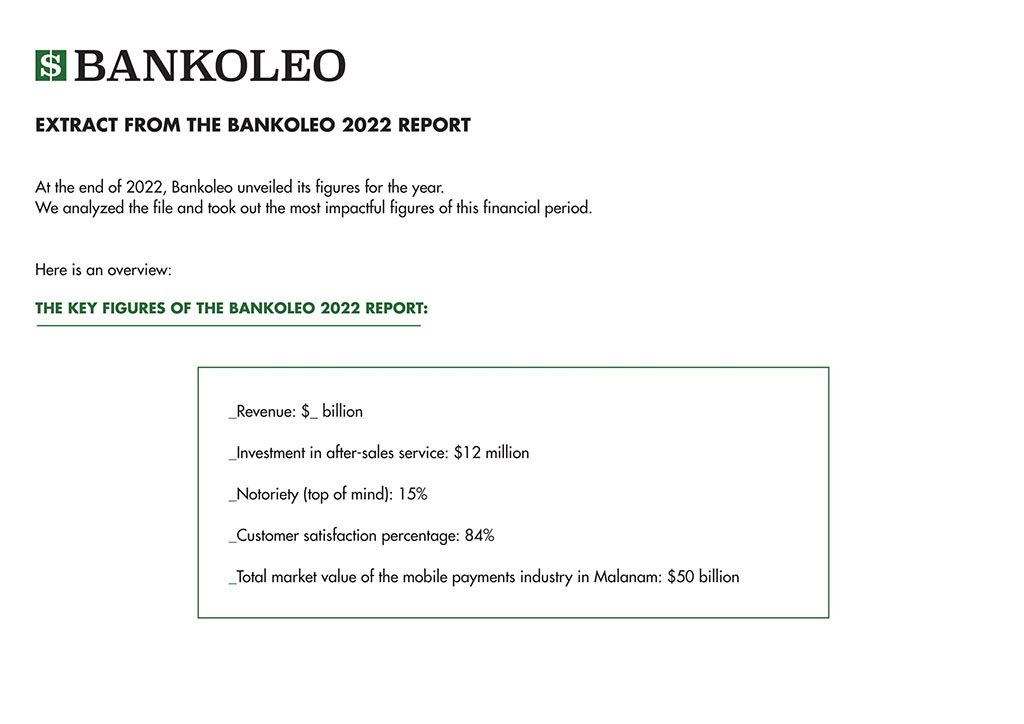 $ BANKOLEO
EXTRACT FROM THE BANKOLEO 2022 REPORT
At the end of 2022, Bankoleo unveiled its figures for the year.
We analyzed the file and took out the most impactful figures of this financial period.
Here is an overview:
THE KEY FIGURES OF THE BANKOLEO 2022 REPORT:
_Revenue: $_ billion
_Investment in after-sales service: $12 million
_Notoriety (top of mind): 15%
_Customer satisfaction percentage: 84%
_Total market value of the mobile payments industry in Malanam: $50 billion